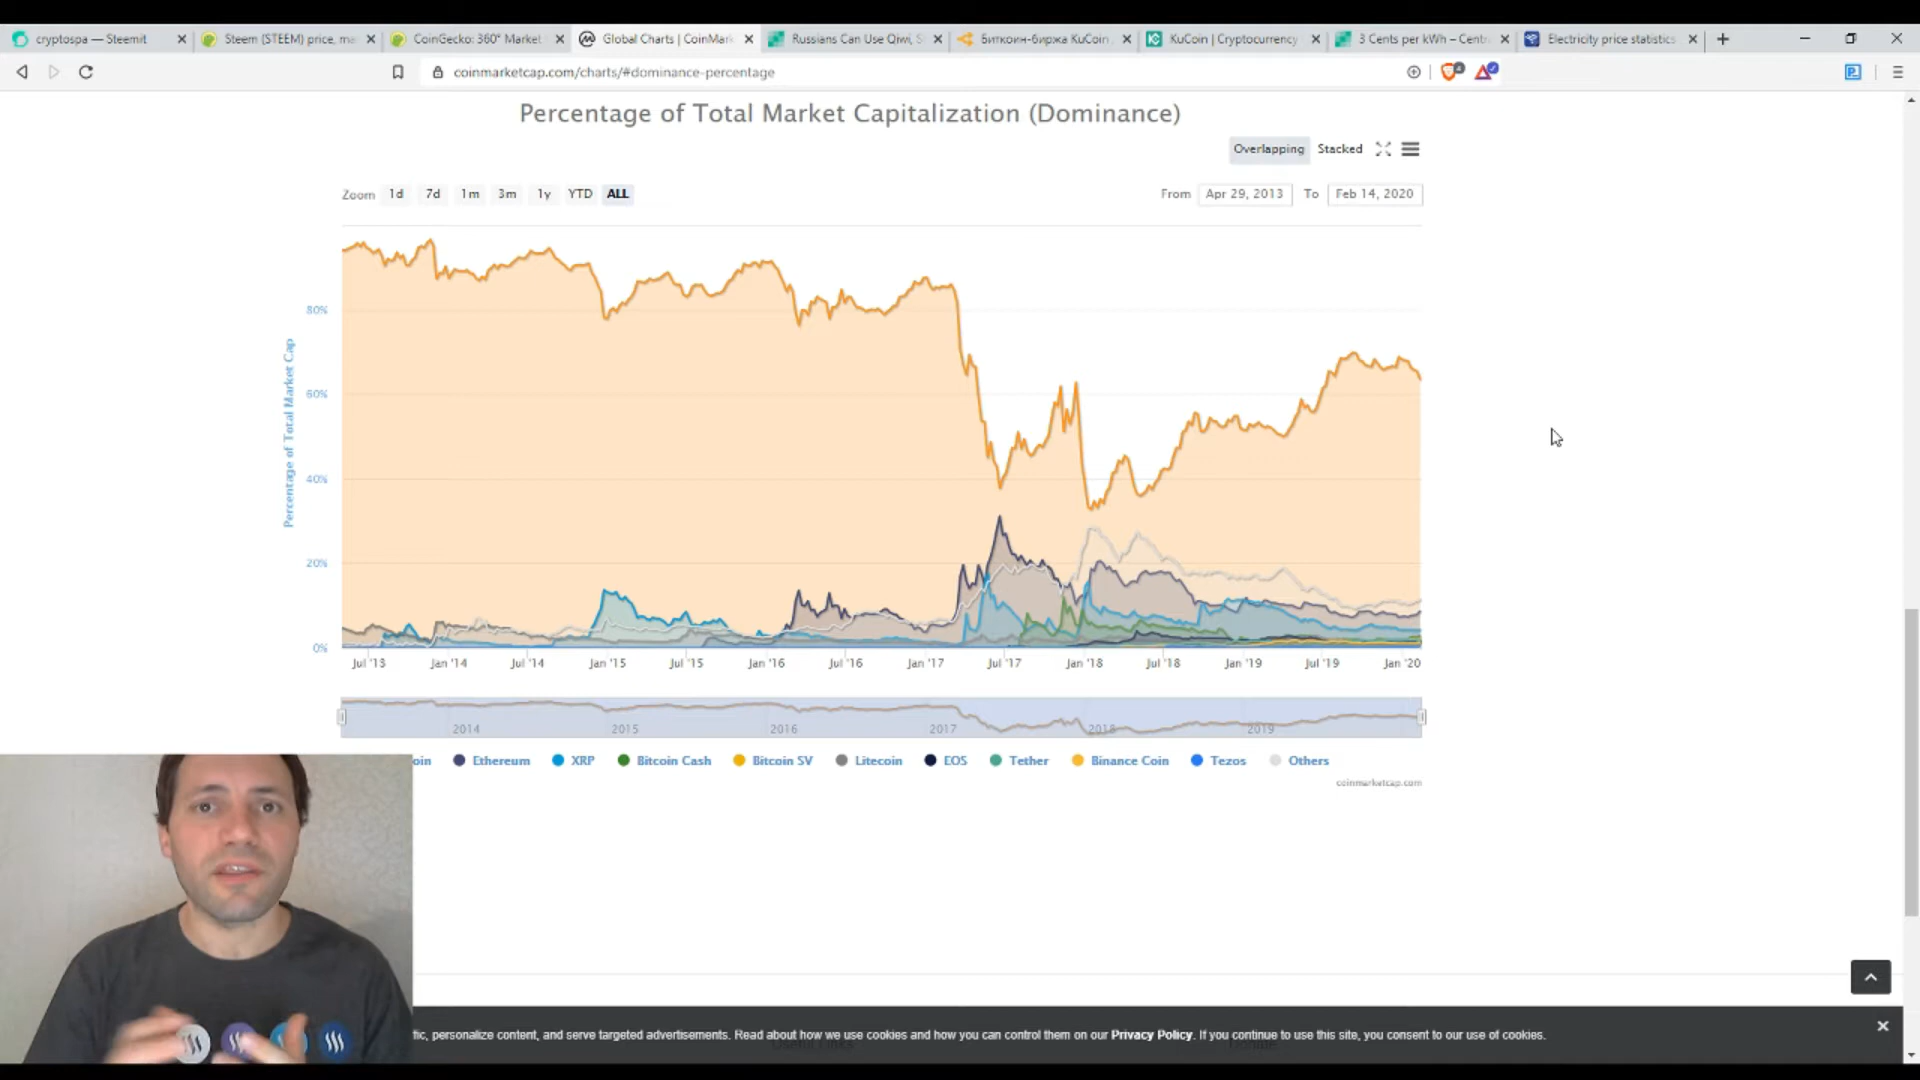 cryptospa — Steemit
Steem (STEEM) price, ma
CoinGecko: 360° Market
Global Charts | CoinMark
Russians Can Use Qiwi, S
биткоин-биржа KuCoin
KuCoin | Cryptocurrency
3 Cents per kWh – Centr
Electricity price statistics
coinmarketcap.com/charts/#dominance-percentage
Percentage of Total Market Capitalization (Dominance)
Overlapping Stacked
Zoom 1d 7d 1m 3m 1y YTD ALL
From Apr 29, 2013 To Feb 14, 2020
Percentage of Total Market Cap
80%
60%
40%
20%
0%
Jul '13 Jan '14 Jul '14 Jan '15 Jul '15 Jan '16 Jul '16 Jan '17 Jul '17 Jan '18 Jul '18 Jan '19 Jul '19 Jan '20
2014 2015 2016 2017 2018 2019
oin Ethereum XRP Bitcoin Cash Bitcoin SV Litecoin EOS Tether Binance Coin Tezos Others
coinmarketcap.com
fic, personalize content, and serve targeted advertisements. Read about how we use cookies and how you can control them on our Privacy Policy. If you continue to use this site, you consent to our use of cookies.